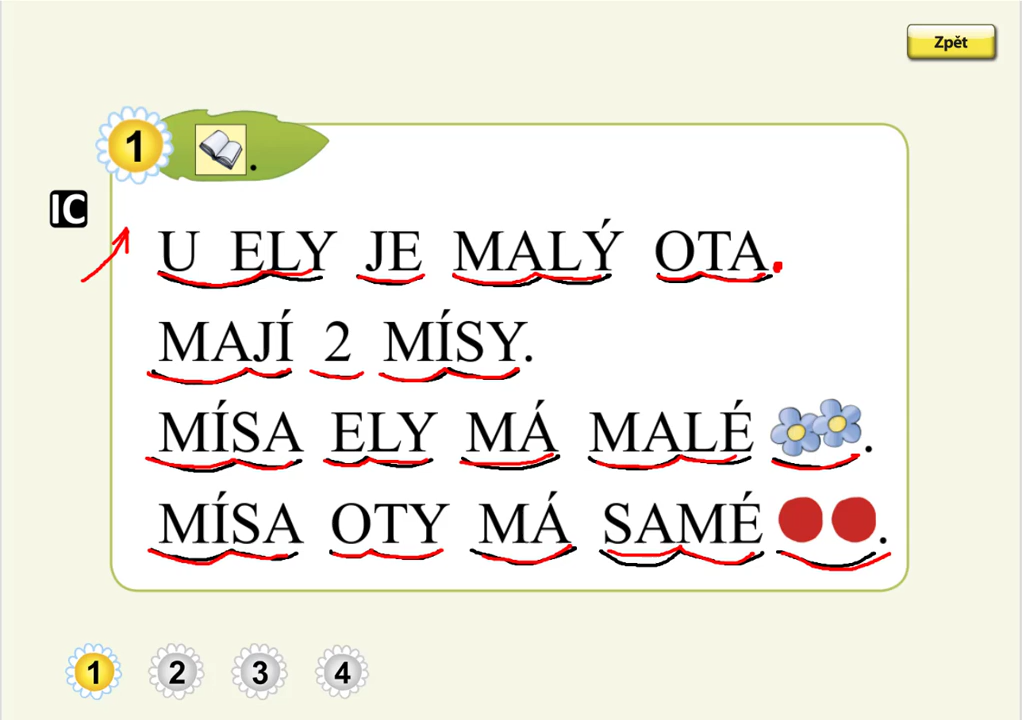 Zpět
1 .
IC
U ELY JE MALÝ OTA.
MAJÍ 2 MÍSY.
MÍSA ELY MÁ MALÉ .
MÍSA OTY MÁ SAMÉ .
1 2 3 4